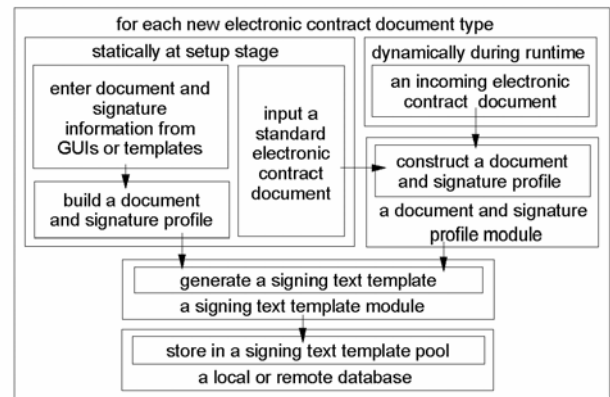 for each new electronic contract document type
statically at setup stage
enter document and
signature
information from
GUIs or templates
build a document
and signature profile
input a
standard
electronic
contract
document
dynamically during runtime
an incoming electronic
contract document
construct a document
and signature profile
a document and signature
profile module
generate a signing text template
a signing text template module
store in a signing text template pool
a local or remote database